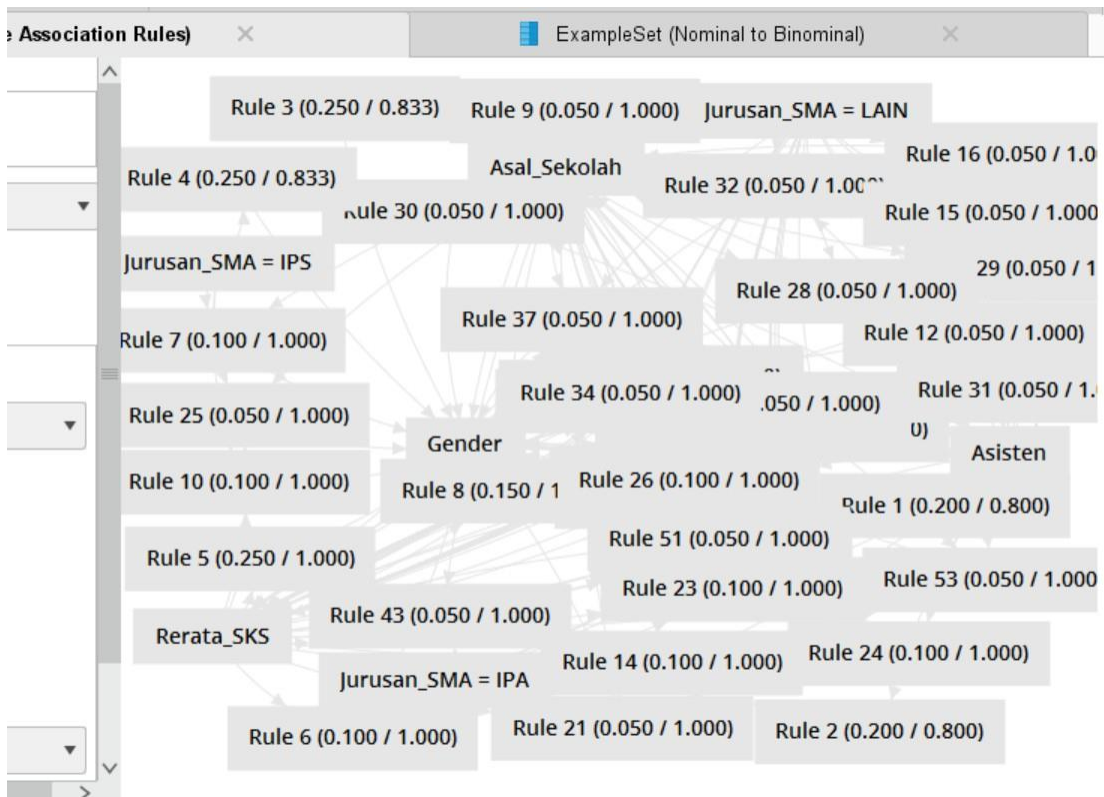 e Association Rules)
ExampleSet (Nominal to Binominal)
Rule 3 (0.250 / 0.833)
Rule 9 (0.050 / 1.000)
Jurusan_SMA = LAIN
Asal_Sekolah
Rule 16 (0.050 / 1.0
Rule 4 (0.250 / 0.833)
Rule 32 (0.050 / 1.00
Rule 30 (0.050 / 1.000)
Rule 15 (0.050 / 1.000
Jurusan_SMA = IPS
29 (0.050 / 1
Rule 28 (0.050 / 1.000)
Rule 37 (0.050 / 1.000)
Rule 12 (0.050 / 1.000)
Rule 7 (0.100 / 1.000)
Rule 34 (0.050 / 1.000)
.050 / 1.000)
Rule 31 (0.050 / 1.
Rule 25 (0.050 / 1.000)
0)
Gender
Asisten
Rule 10 (0.100 / 1.000)
Rule 8 (0.150 / 1
Rule 26 (0.100 / 1.000)
Rule 1 (0.200 / 0.800)
Rule 51 (0.050 / 1.000)
Rule 5 (0.250 / 1.000)
Rule 23 (0.100 / 1.000)
Rule 53 (0.050 / 1.000
Rule 43 (0.050 / 1.000)
Rerata_SKS
Rule 14 (0.100 / 1.000)
Rule 24 (0.100 / 1.000)
Jurusan_SMA = IPA
Rule 6 (0.100 / 1.000)
Rule 21 (0.050 / 1.000)
Rule 2 (0.200 / 0.800)